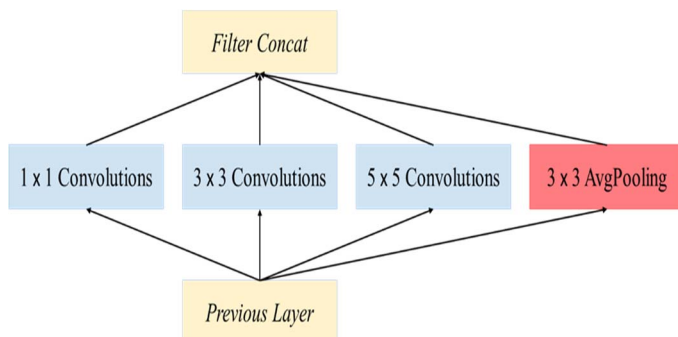 Filter Concat
1 x 1 Convolutions
3 x 3 Convolutions
5 x 5 Convolutions
3 x 3 AvgPooling
Previous Layer